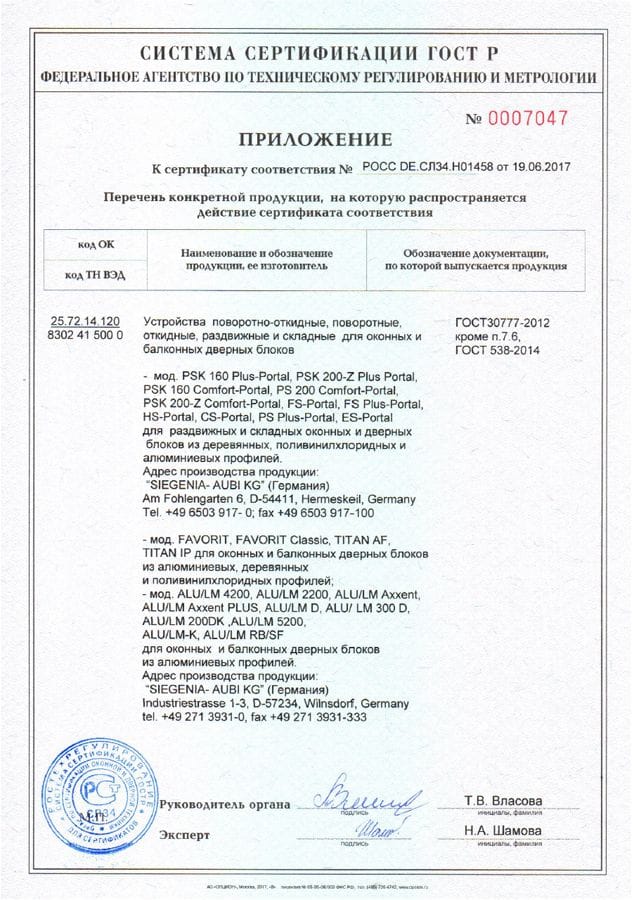 СИСТЕМА СЕРТИФИКАЦИИ ГОСТ Р
ФЕДЕРАЛЬНОЕ АГЕНТСТВО ПО ТЕХНИЧЕСКОМУ РЕГУЛИРОВАНИЮ И МЕТРОЛОГИИ
№ 0007047
ПРИЛОЖЕНИЕ
К сертификату соответствия № РОСС DE.СЛ34.Н01458 от 19.06.2017
Перечень конкретной продукции, на которую распространяется
действие сертификата соответствия
код ОК
код ТН ВЭД
Наименование и обозначение
продукции, ее изготовитель
Обозначение документации,
по которой выпускается продукция
25.72.14.120
8302 41 500 0
Устройства поворотно-откидные, поворотные,
откидные, раздвижные и складные для оконных и
балконных дверных блоков
ГОСТ30777-2012
кроме п.7.6,
ГОСТ 538-2014
- мод. PSK 160 Plus-Portal, PSK 200-Z Plus Portal,
PSK 160 Comfort-Portal, PS 200 Comfort-Portal,
PSK 200-Z Comfort-Portal, FS-Portal, FS Plus-Portal,
HS-Portal, CS-Portal, PS Plus-Portal, ES-Portal
для раздвижных и складных оконных и дверных
блоков из деревянных, поливинилхлоридных и
алюминиевых профилей.
Адрес производства продукции:
“SIEGENIA- AUBI KG” (Германия)
Am Fohlengarten 6, D-54411, Hermeskeil, Germany
Tel. +49 6503 917- 0; fax +49 6503 917-100
- мод. FAVORIT, FAVORIT Classic, TITAN AF,
TITAN IP для оконных и балконных дверных блоков
из алюминиевых, деревянных
и поливинилхлоридных профилей;
- мод. ALU/LM 4200, ALU/LM 2200, ALU/LM Axxent,
ALU/LM Axxent PLUS, ALU/LM D, ALU/ LM 300 D,
ALU/LM 200DK ,ALU/LM 5200,
ALU/LM-K, ALU/LM RB/SF
для оконных и балконных дверных блоков
из алюминиевых профилей.
Адрес производства продукции:
“SIEGENIA- AUBI KG” (Германия)
Industriestrasse 1-3, D-57234, Wilnsdorf, Germany
tel. +49 271 3931-0, fax +49 271 3931-333
РОСТЕХРЕГУЛИРОВАНИЕ
СИСТЕМА СЕРТИФИКАЦИИ ГОСТ Р
СЛ34
М.П.
ДЛЯ СЕРТИФИКАТОВ
Руководитель органа
подпись
Т.В. Власова
инициалы, фамилия
Эксперт
подпись
Н.А. Шамова
инициалы, фамилия